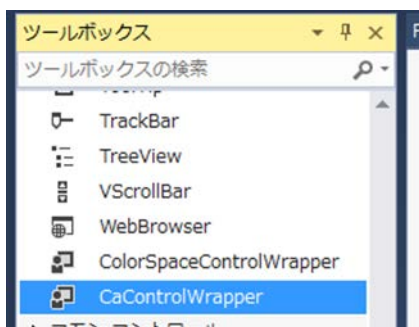 ツールボックス
ツールボックスの検索
TrackBar
TreeView
VScrollBar
WebBrowser
ColorSpaceControlWrapper
CaControlWrapper